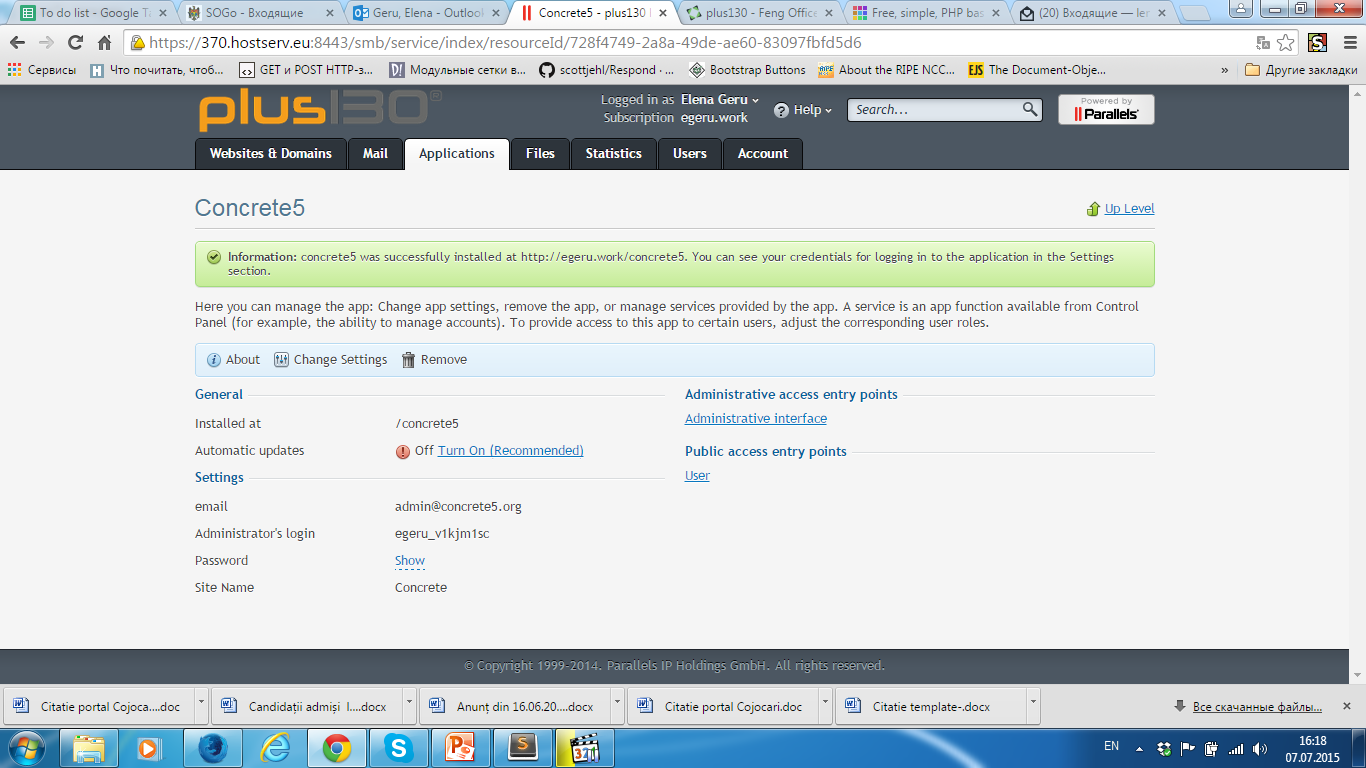 To do list - Google Та
SOGo - Входящие
Geru, Elena - Outlook
Concrete5 - plus130
plus130 - Feng Office
Free, simple, PHP bas
(20) Входящие — ler
https://370.hostserv.eu:8443/smb/service/index/resourceId/728f4749-2a8a-49de-ae60-83097fbfd5d6
Сервисы
Что почитать, чтоб...
GET и POST HTTP-з...
Модульные сетки в...
scottjehl/Respond · ...
Bootstrap Buttons
About the RIPE NCC...
EJS The Document-Obje...
»
Другие закладки
plus130®
Logged in as Elena Geru
Subscription egeru.work
Help
Search...
Powered by
Parallels
Websites & Domains
Mail
Applications
Files
Statistics
Users
Account
Concrete5
Up Level
Information: concrete5 was successfully installed at http://egeru.work/concrete5. You can see your credentials for logging in to the application in the Settings
section.
Here you can manage the app: Change app settings, remove the app, or manage services provided by the app. A service is an app function available from Control
Panel (for example, the ability to manage accounts). To provide access to this app to certain users, adjust the corresponding user roles.
About
Change Settings
Remove
General
Installed at /concrete5
Automatic updates Off Turn On (Recommended)
Settings
email admin@concrete5.org
Administrator's login egeru_v1kjm1sc
Password Show
Site Name Concrete
Administrative access entry points
Administrative interface
Public access entry points
User
© Copyright 1999-2014. Parallels IP Holdings GmbH. All rights reserved.
Citatie portal Cojoca....doc
Candidații admiși I....docx
Anunț din 16.06.20....docx
Citatie portal Cojocari.doc
Citatie template-.docx
Все скачанные файлы...
EN
16:18
07.07.2015
321